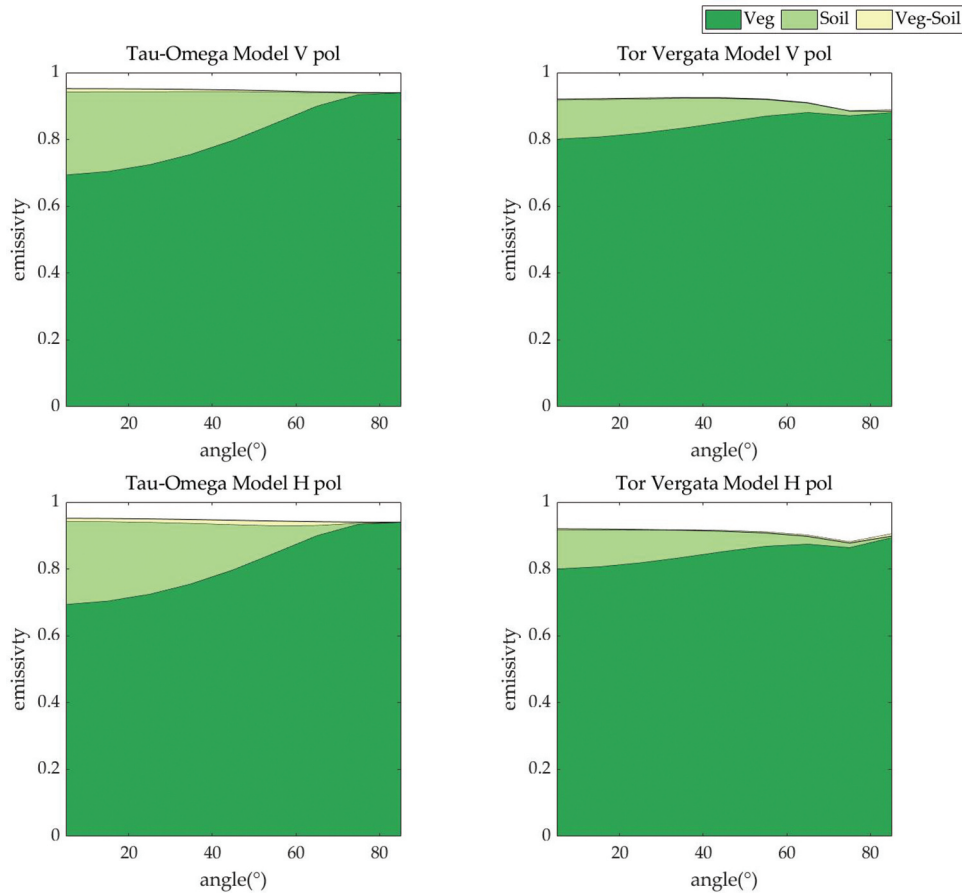 Veg Soil Veg-Soil
Tau-Omega Model V pol
1
0.8
0.6
0.4
0.2
0
emissivty
20 40 60 80
angle(°)
Tor Vergata Model V pol
1
0.8
0.6
0.4
0.2
0
emissivty
20 40 60 80
angle(°)
Tau-Omega Model H pol
1
0.8
0.6
0.4
0.2
0
emissivty
20 40 60 80
angle(°)
Tor Vergata Model H pol
1
0.8
0.6
0.4
0.2
0
emissivty
20 40 60 80
angle(°)